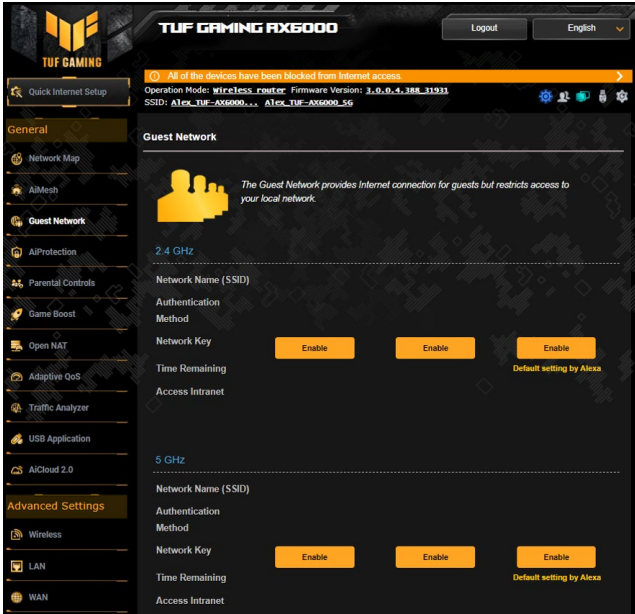 TUF GAMING AX6000
Logout
English
TUF GAMING
Quick Internet Setup
All of the devices have been blocked from Internet access.
Operation Mode: Wireless router Firmware Version: 3.0.0.4.388_31931
SSID: Alex_TUF-AX6000... Alex_TUF-AX6000_5G
General
Network Map
AiMesh
Guest Network
AiProtection
Parental Controls
Game Boost
Open NAT
Adaptive QoS
Traffic Analyzer
USB Application
AiCloud 2.0
Advanced Settings
Wireless
LAN
WAN
Guest Network
The Guest Network provides Internet connection for guests but restricts access to
your local network.
2.4 GHz
Network Name (SSID)
Authentication
Method
Network Key
Enable Enable Enable
Time Remaining
Default setting by Alexa
Access Intranet
5 GHz
Network Name (SSID)
Authentication
Method
Network Key
Enable Enable Enable
Time Remaining
Default setting by Alexa
Access Intranet